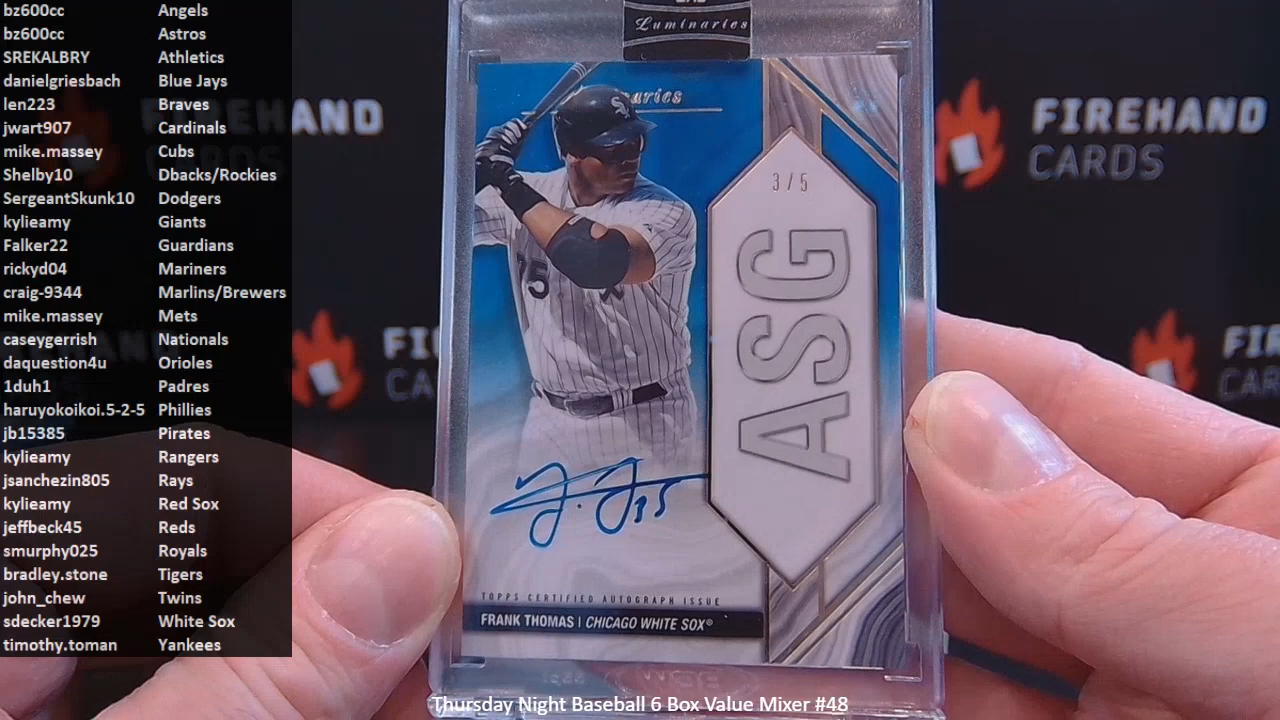 bz600cc Angels
bz600cc Astros
SREKALBRY Athletics
danielgriesbach Blue Jays
len223 Braves
jwart907 Cardinals
mike.massey Cubs
Shelby10 Dbacks/Rockies
SergeantSkunk10 Dodgers
kylieamy Giants
Falker22 Guardians
rickyd04 Mariners
craig-9344 Marlins/Brewers
mike.massey Mets
caseygerrish Nationals
daquestion4u Orioles
1duh1 Padres
haruyokoikoi.5-2-5 Phillies
jb15385 Pirates
kylieamy Rangers
jsanchezin805 Rays
kylieamy Red Sox
jeffbeck45 Reds
smurphy025 Royals
bradley.stone Tigers
john_chew Twins
sdecker1979 White Sox
timothy.toman Yankees
Luminaries
3/5
ASG
35
TOPPS CERTIFIED AUTOGRAPH ISSUE
FRANK THOMAS | CHICAGO WHITE SOX®
FIREHAND
CARDS
Thursday Night Baseball 6 Box Value Mixer #48